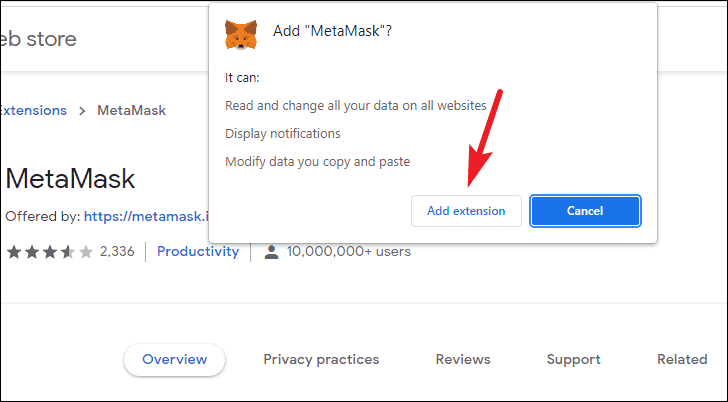 eb store
Add "MetaMask"?
It can:
Read and change all your data on all websites
Display notifications
Modify data you copy and paste
Add extension
Cancel
Extensions > MetaMask
MetaMask
Offered by: https://metamask.i
2,336 Productivity 10,000,000+ users
Overview Privacy practices Reviews Support Related